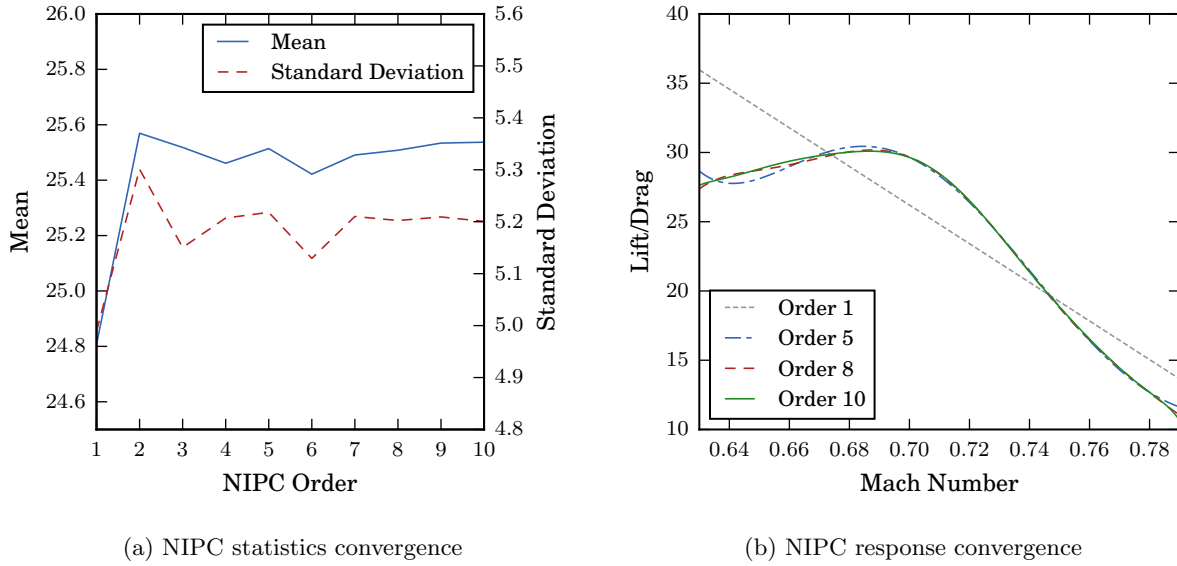 26.0
25.8
25.6
25.4
25.2
25.0
24.8
24.6
Mean
5.6
5.5
5.4
5.3
5.2
5.1
5.0
4.9
4.8
Standard Deviation
Mean
Standard Deviation
1 2 3 4 5 6 7 8 9 10
NIPC Order
(a) NIPC statistics convergence
40
35
30
25
20
15
10
Lift/Drag
Order 1
Order 5
Order 8
Order 10
0.64 0.66 0.68 0.70 0.72 0.74 0.76 0.78
Mach Number
(b) NIPC response convergence